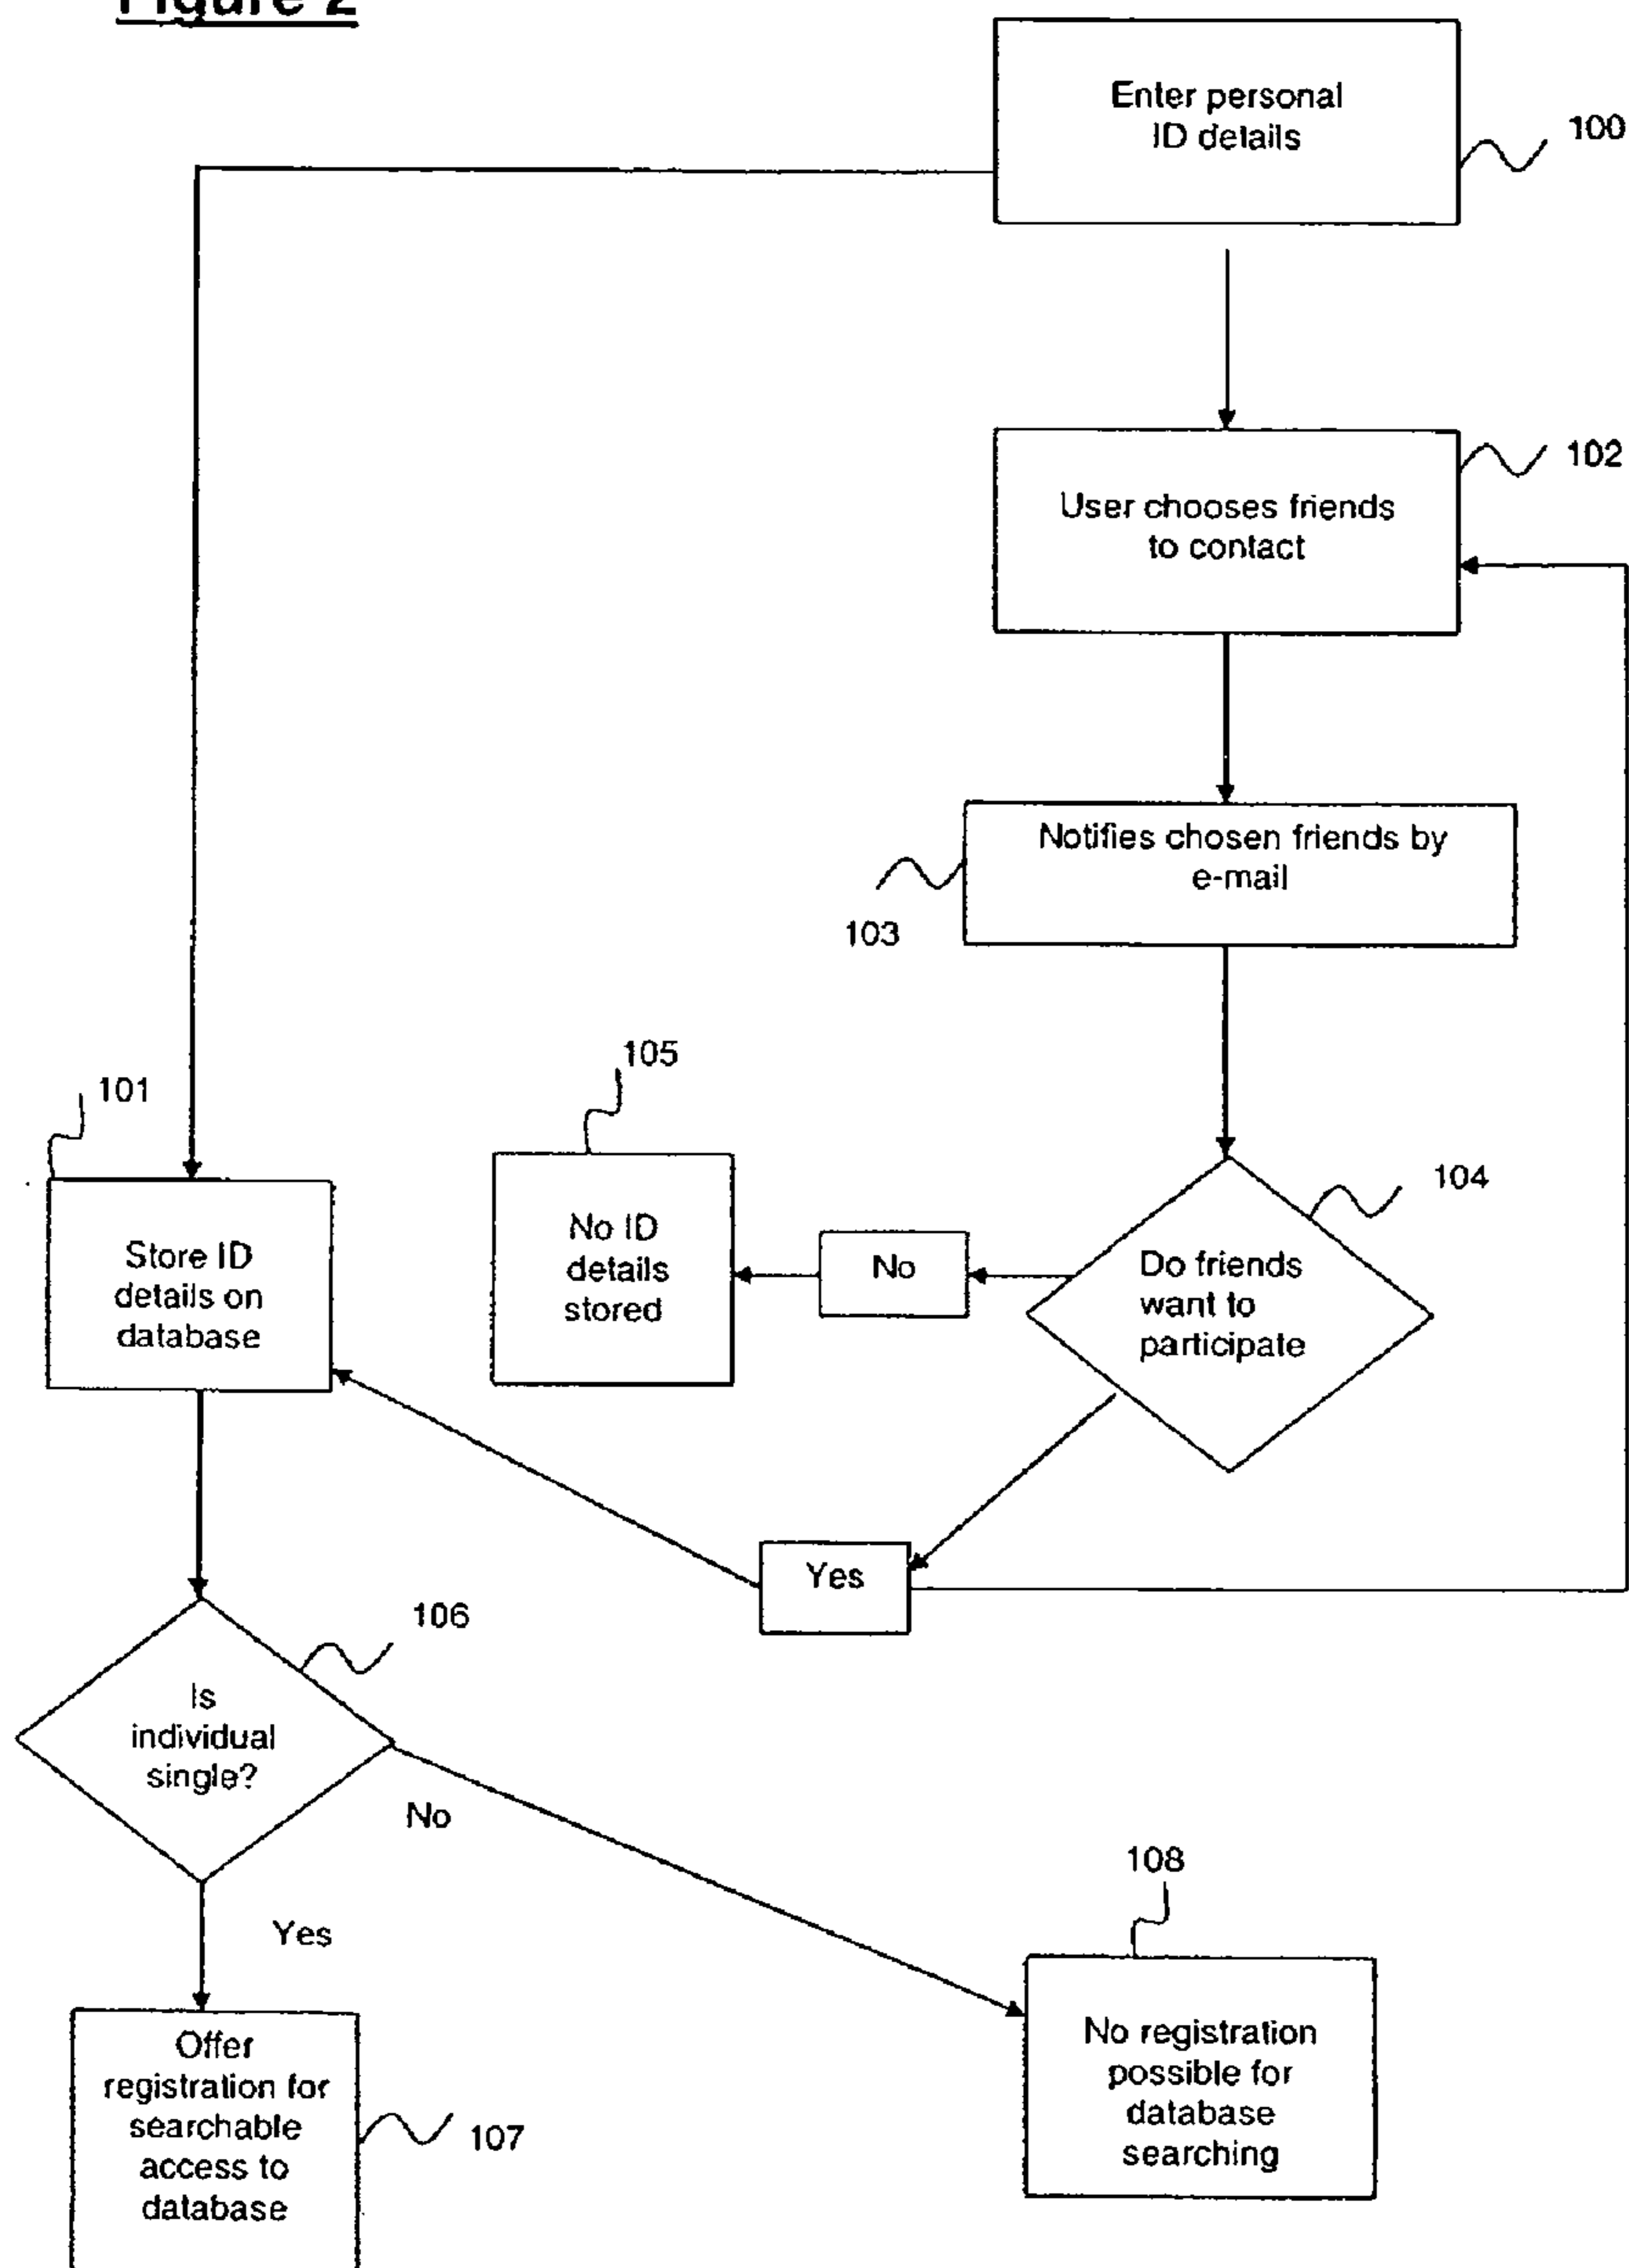 Figure 2
Enter personal
ID details
100
102
User chooses friends
to contact
Notifies chosen friends by
e-mail
103
105
101
104
No ID
details
stored
No
Do friends
want to
participate
Store ID
details on
database
Yes
106
Is
individual
single?
No
108
Yes
Offer
registration for
searchable
access to
database
107
No registration
possible for
database
searching